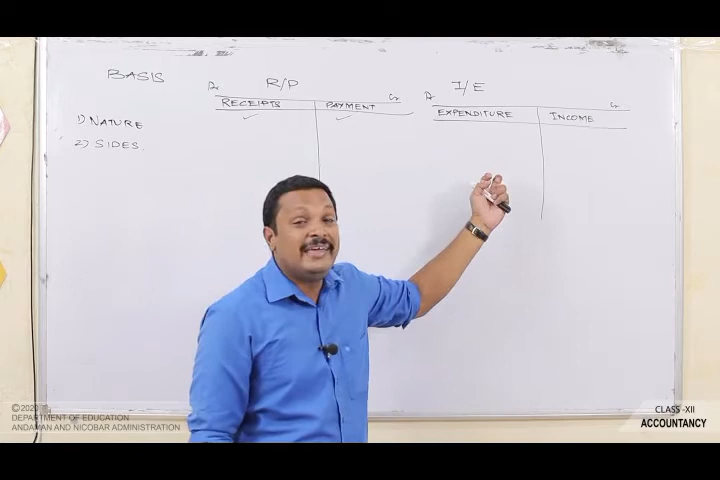 BASIS
R/P
I/E
Dr Cr
Dr Cr
RECEIPTS PAYMENT
EXPENDITURE INCOME
1) NATURE
2) SIDES.
©2020
DEPARTMENT OF EDUCATION
ANDAMAN AND NICOBAR ADMINISTRATION
CLASS -XII
ACCOUNTANCY